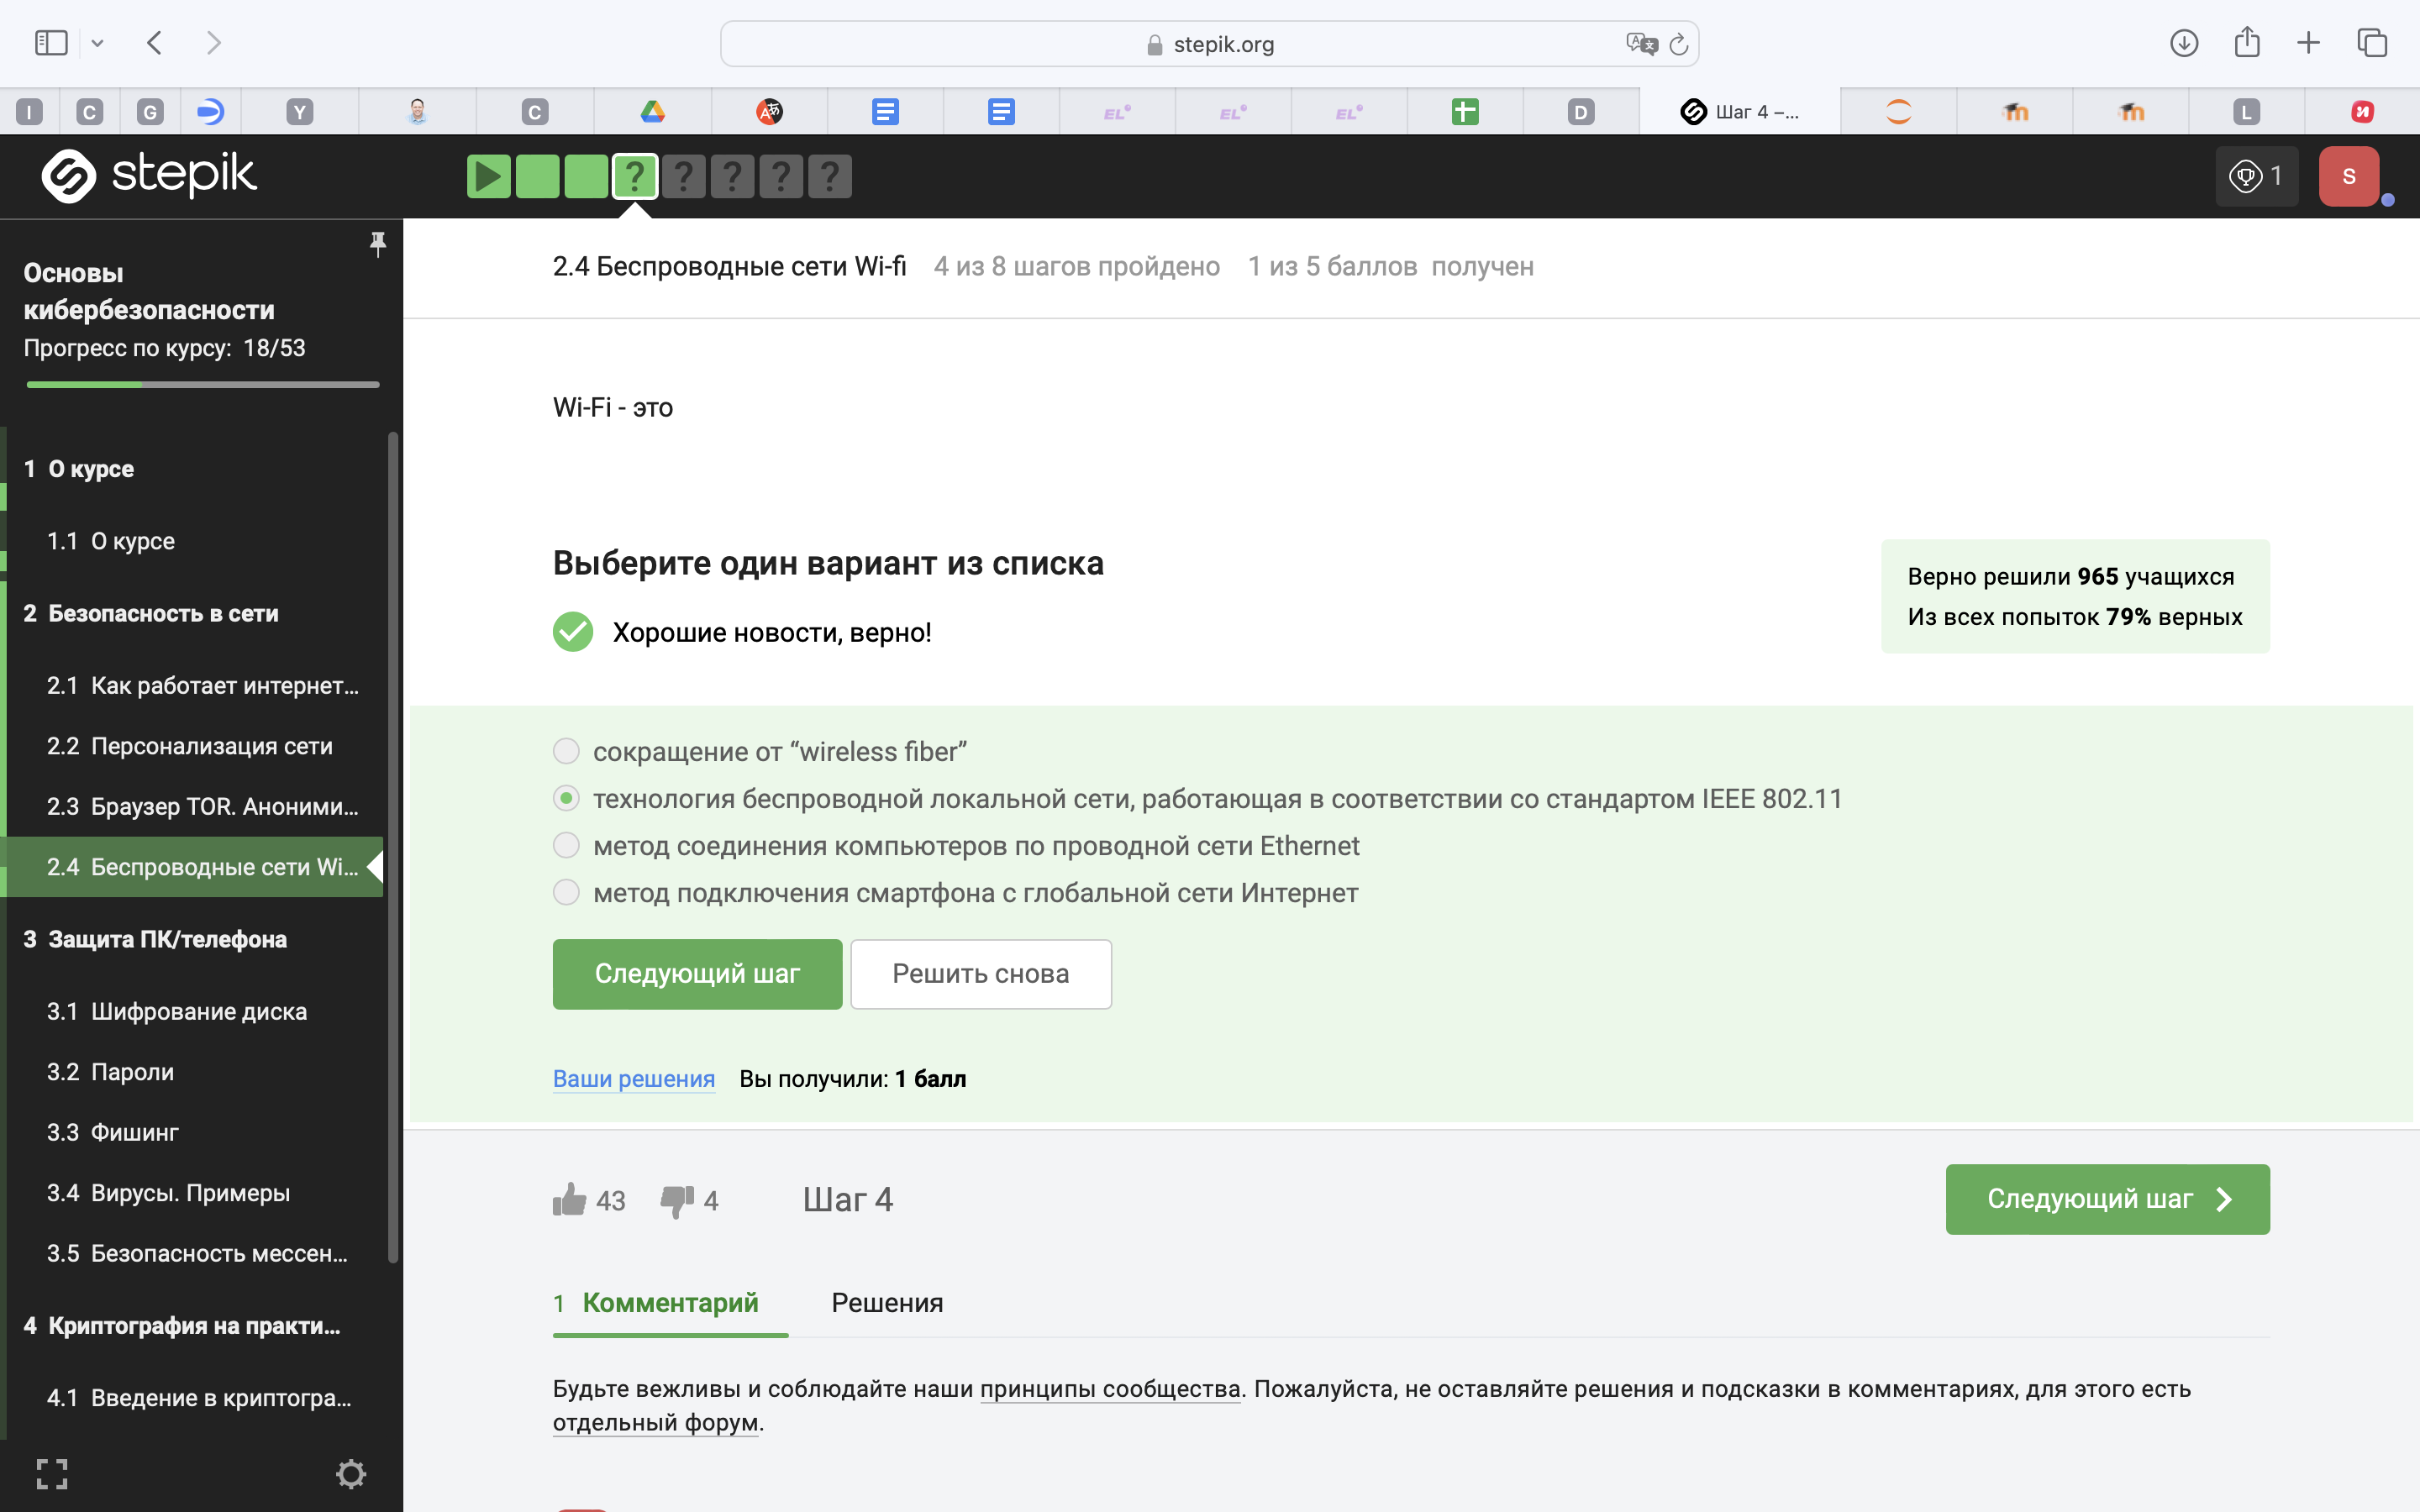 stepik.org
I
C
G
Y
C
EL
EL
EL
D
Шаг 4 –...
L
stepik
?
?
?
?
?
1
S
Основы
кибербезопасности
Прогресс по курсу: 18/53
1 О курсе
1.1 О курсе
2 Безопасность в сети
2.1 Как работает интернет...
2.2 Персонализация сети
2.3 Браузер TOR. Аноними...
2.4 Беспроводные сети Wi...
3 Защита ПК/телефона
3.1 Шифрование диска
3.2 Пароли
3.3 Фишинг
3.4 Вирусы. Примеры
3.5 Безопасность мессен...
4 Криптография на практи...
4.1 Введение в криптогра...
2.4 Беспроводные сети Wi-fi 4 из 8 шагов пройдено 1 из 5 баллов получен
Wi-Fi - это
Выберите один вариант из списка
Хорошие новости, верно!
Верно решили 965 учащихся
Из всех попыток 79% верных
сокращение от “wireless fiber”
технология беспроводной локальной сети, работающая в соответствии со стандартом IEEE 802.11
метод соединения компьютеров по проводной сети Ethernet
метод подключения смартфона с глобальной сети Интернет
Следующий шаг
Решить снова
Ваши решения Вы получили: 1 балл
43 4 Шаг 4
Следующий шаг
1 Комментарий Решения
Будьте вежливы и соблюдайте наши принципы сообщества. Пожалуйста, не оставляйте решения и подсказки в комментариях, для этого есть
отдельный форум.